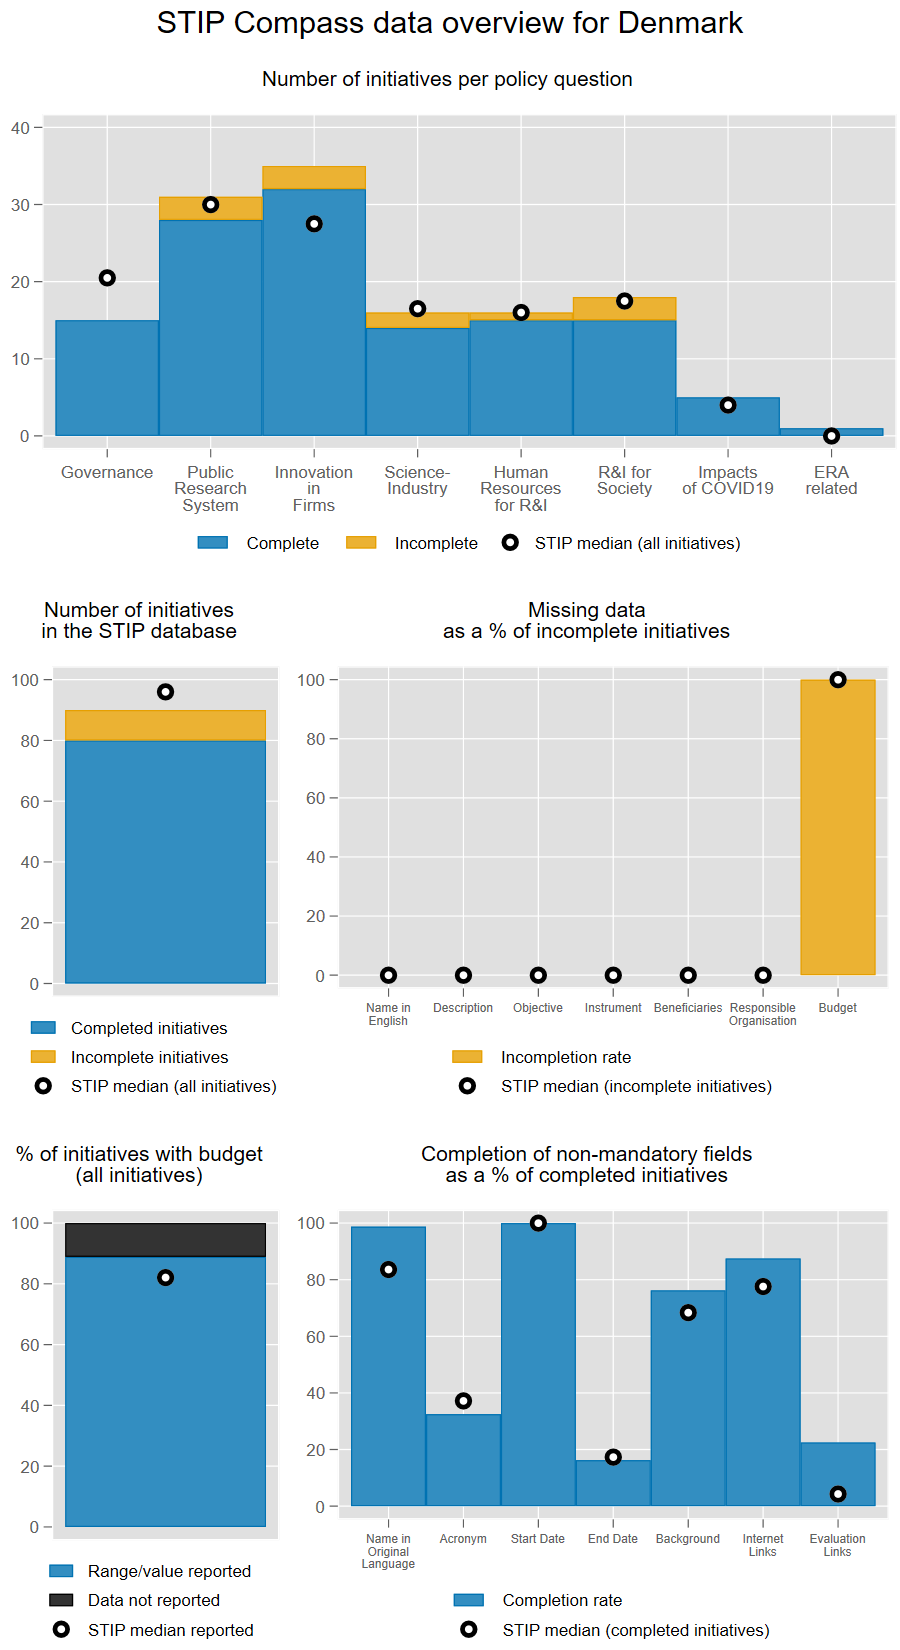 STIP Compass data overview for Denmark
Number of initiatives per policy question
40
30
20
10
0
Governance
Public
Research
System
Innovation
in
Firms
Science-
Industry
Human
Resources
for R&I
R&I for
Society
Impacts
of COVID19
ERA
related
Complete
Incomplete
STIP median (all initiatives)
Number of initiatives
in the STIP database
100
80
60
40
20
0
Completed initiatives
Incomplete initiatives
STIP median (all initiatives)
Missing data
as a % of incomplete initiatives
100
80
60
40
20
0
Name in
English
Description
Objective
Instrument
Beneficiaries
Responsible
Organisation
Budget
Incompletion rate
STIP median (incomplete initiatives)
% of initiatives with budget
(all initiatives)
100
80
60
40
20
0
Range/value reported
Data not reported
STIP median reported
Completion of non-mandatory fields
as a % of completed initiatives
100
80
60
40
20
0
Name in
Original
Language
Acronym
Start Date
End Date
Background
Internet
Links
Evaluation
Links
Completion rate
STIP median (completed initiatives)